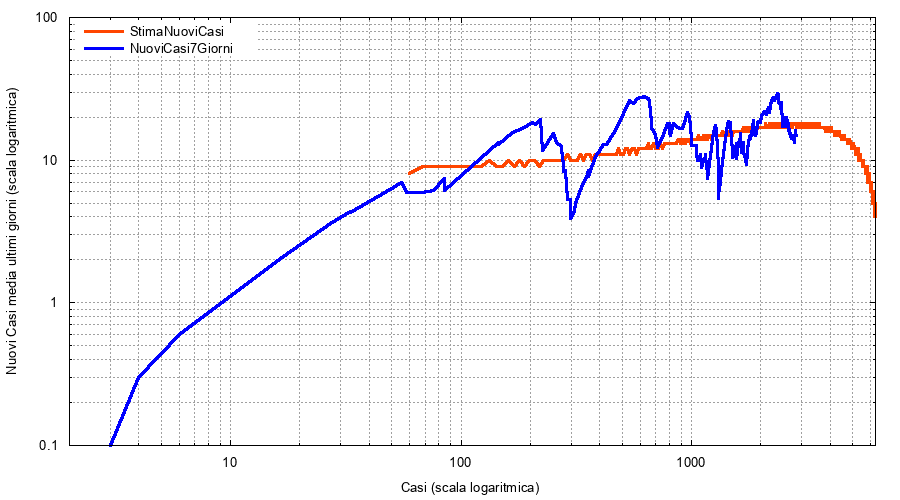 100
StimaNuoviCasi
NuoviCasi7Giorni
10
1
0.1
10
100
1000
Nuovi Casi media ultimi giorni (scala logaritmica)
Casi (scala logaritmica)